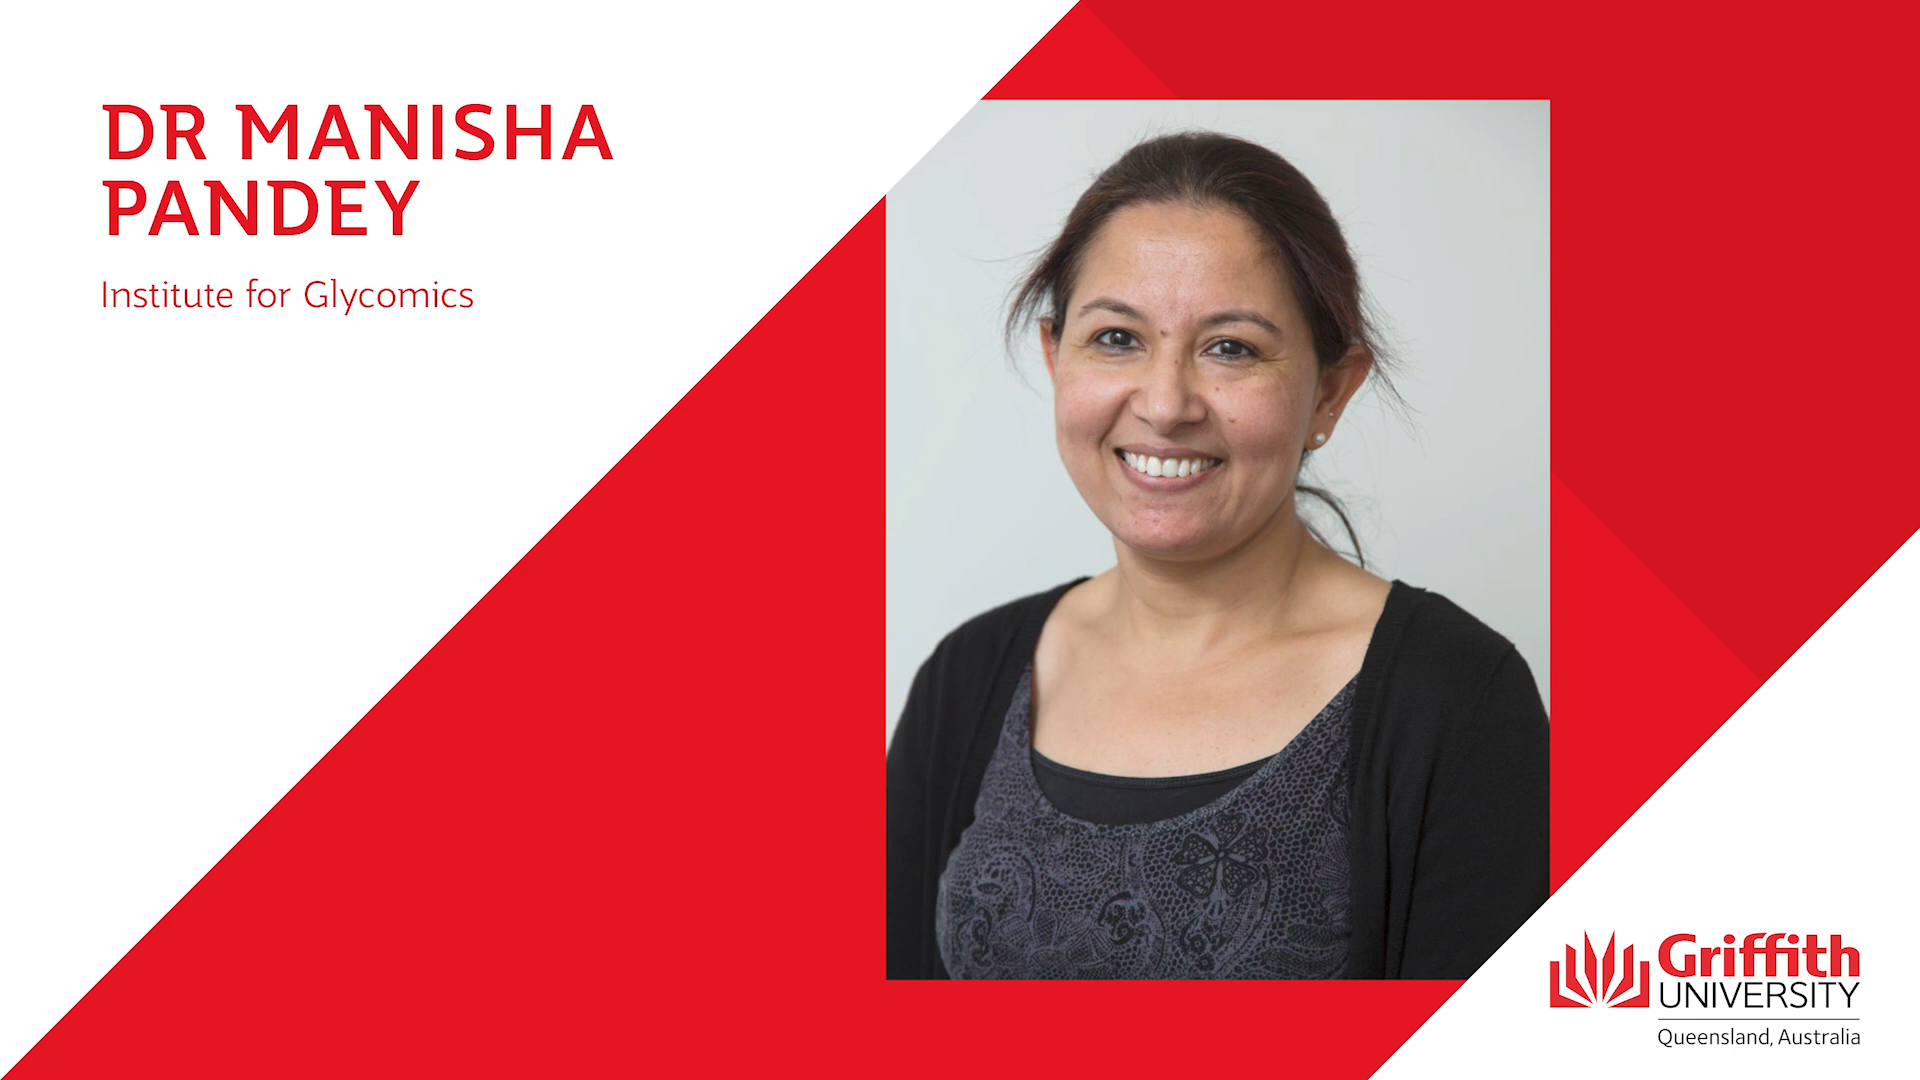 DR MANISHA
PANDEY
Institute for Glycomics
Griffith
UNIVERSITY
Queensland, Australia